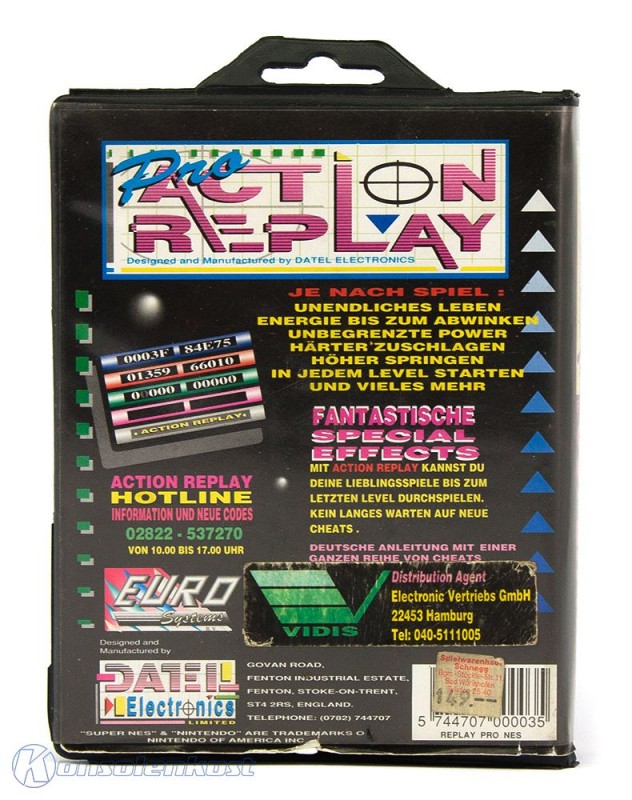 Pro
ACTION
REPLAY
Designed and Manufactured by DATEL ELECTRONICS
JE NACH SPIEL :
UNENDLICHES LEBEN
ENERGIE BIS ZUM ABWINKEN
UNBEGRENZTE POWER
HÄRTER ZUSCHLAGEN
HÖHER SPRINGEN
IN JEDEM LEVEL STARTEN
UND VIELES MEHR
0003F 84E75
01359 66010
00000 00000
· ACTION REPLAY ·
FANTASTISCHE
SPECIAL
EFFECTS
MIT ACTION REPLAY KANNST DU
DEINE LIEBLINGSSPIELE BIS ZUM
LETZTEN LEVEL DURCHSPIELEN.
KEIN LANGES WARTEN AUF NEUE
CHEATS .
DEUTSCHE ANLEITUNG MIT EINER
GANZEN REIHE VON CHEATS
ACTION REPLAY
HOTLINE
INFORMATION UND NEUE CODES
02822 - 537270
VON 10.00 BIS 17.00 UHR
EURO
Systems
VIDIS
Distribution Agent
Electronic Vertriebs GmbH
22453 Hamburg
Tel: 040-5111005
Designed and
Manufactured by
DATEL
Electronics
LIMITED
GOVAN ROAD,
FENTON INDUSTRIAL ESTATE,
FENTON, STOKE-ON-TRENT,
ST4 2RS, ENGLAND.
TELEPHONE: (0782) 744707
"SUPER NES" & "NINTENDO" ARE TRADEMARKS OF
NINTENDO OF AMERICA INC
Spielwarenhaus
Schnegg
149.--
5 744707 000035
REPLAY PRO NES
Konsolenkost